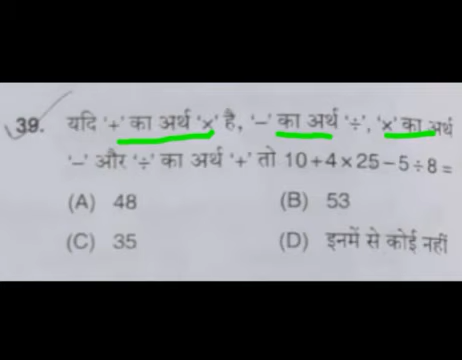 39. यदि '+' का अर्थ '×' है, '–' का अर्थ '÷', '×' का अर्थ
'–' और '÷' का अर्थ '+' तो 10+4×25–5÷8=
(A) 48 (B) 53
(C) 35 (D) इनमें से कोई नहीं